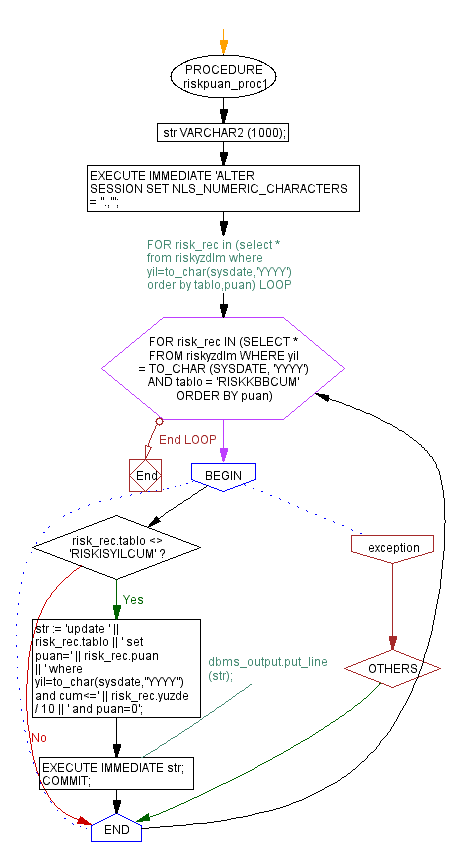 PROCEDURE
riskpuan_proc1
str VARCHAR2 (1000);
EXECUTE IMMEDIATE 'ALTER
SESSION SET NLS_NUMERIC_CHARACTERS
= ''.,''';
FOR risk_rec in (select *
from riskyzdlm where
yil=to_char(sysdate,'YYYY')
order by tablo,puan) LOOP
FOR risk_rec IN (SELECT *
FROM riskyzdlm WHERE yil
= TO_CHAR (SYSDATE, 'YYYY')
AND tablo = 'RISKKBBCUM'
ORDER BY puan)
End LOOP
End
BEGIN
risk_rec.tablo <>
'RISKISYILCUM' ?
exception
Yes
str := 'update ' ||
risk_rec.tablo || ' set
puan=' || risk_rec.puan
|| ' where
yil=to_char(sysdate,''YYYY'')
and cum<=' || risk_rec.yuzde
/ 10 || ' and puan=0';
dbms_output.put_line
(str);
OTHERS
No
EXECUTE IMMEDIATE str;
COMMIT;
END